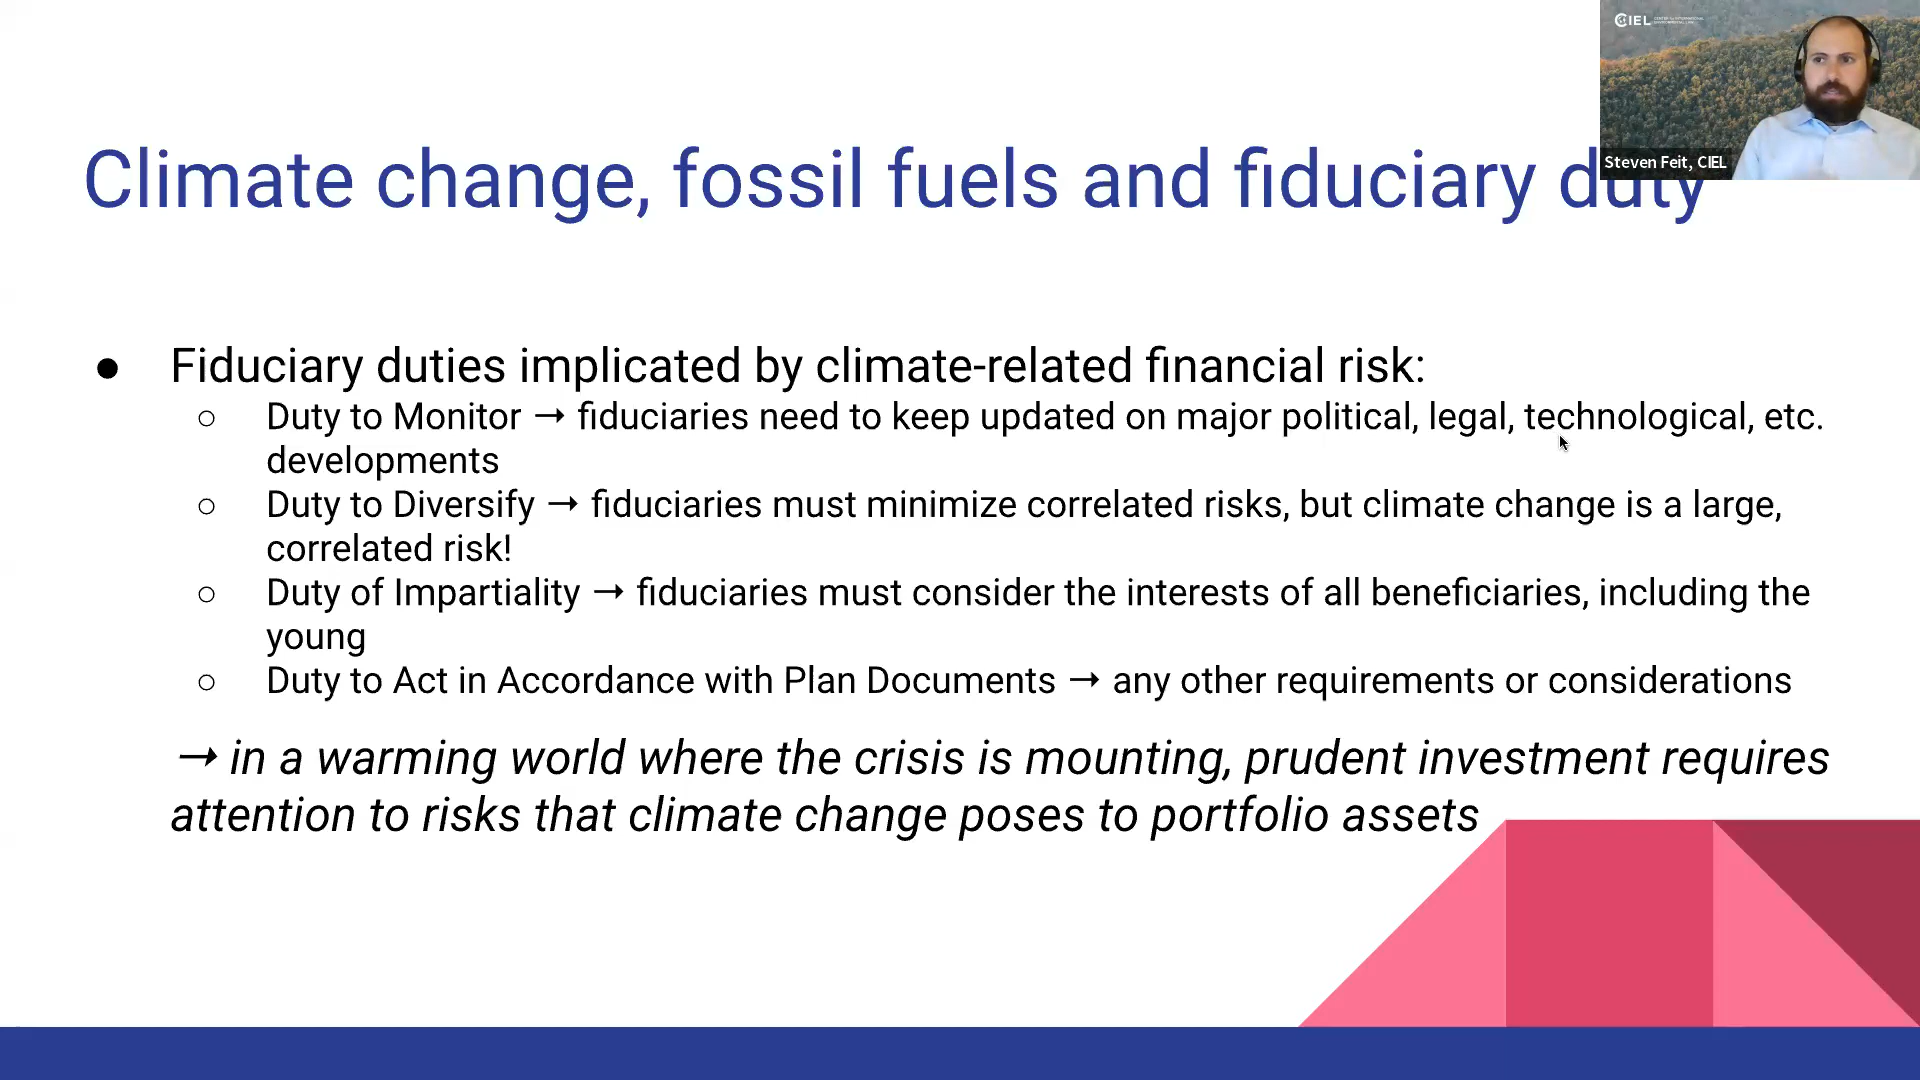 CIEL
Steven Feit, CIEL
Climate change, fossil fuels and fiduciary duty
● Fiduciary duties implicated by climate-related financial risk:
○ Duty to Monitor → fiduciaries need to keep updated on major political, legal, technological, etc.
developments
○ Duty to Diversify → fiduciaries must minimize correlated risks, but climate change is a large,
correlated risk!
○ Duty of Impartiality → fiduciaries must consider the interests of all beneficiaries, including the
young
○ Duty to Act in Accordance with Plan Documents → any other requirements or considerations
→ in a warming world where the crisis is mounting, prudent investment requires
attention to risks that climate change poses to portfolio assets